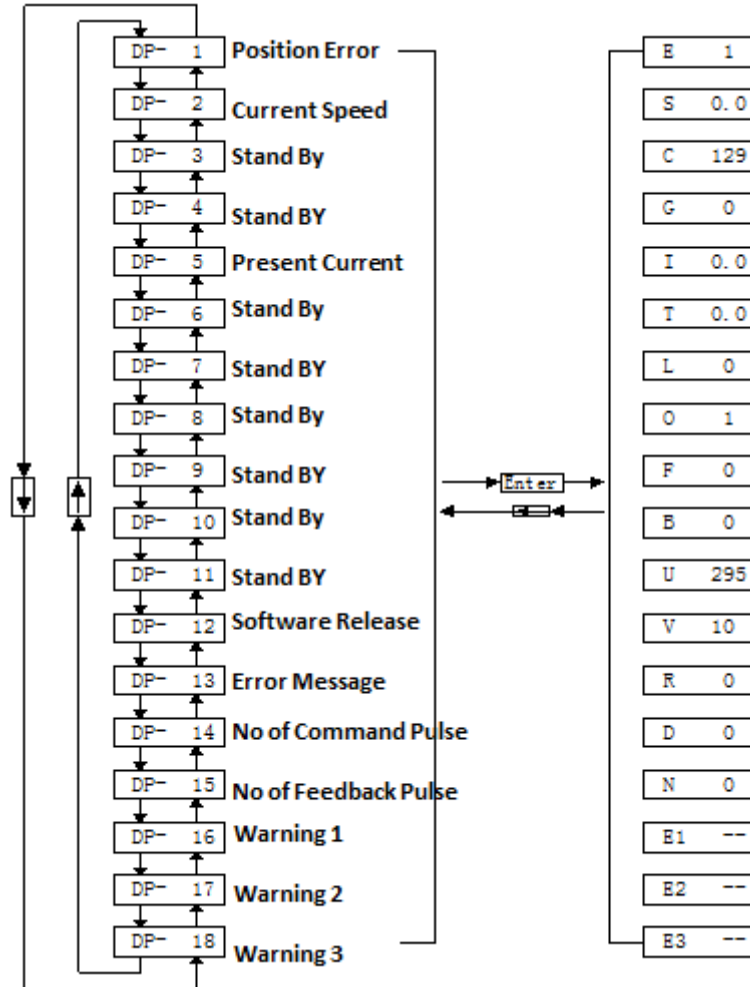 DP- 1 Position Error E 1
DP- 2 Current Speed S 0.0
DP- 3 Stand By C 129
DP- 4 Stand BY G 0
DP- 5 Present Current I 0.0
DP- 6 Stand By T 0.0
DP- 7 Stand BY L 0
DP- 8 Stand By O 1
DP- 9 Stand BY F 0
Enter
DP- 10 Stand By B 0
DP- 11 Stand BY U 295
DP- 12 Software Release V 10
DP- 13 Error Message R 0
DP- 14 No of Command Pulse D 0
DP- 15 No of Feedback Pulse N 0
DP- 16 Warning 1 E1 --
DP- 17 Warning 2 E2 --
DP- 18 Warning 3 E3 --